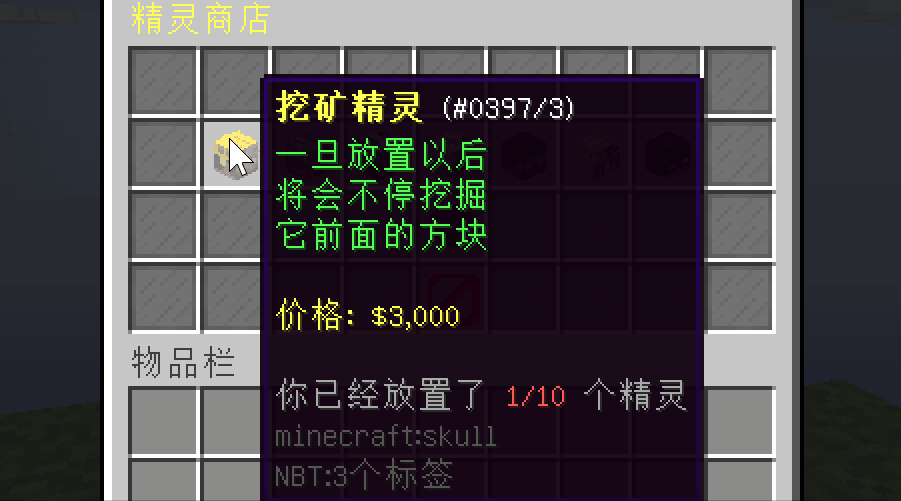 精灵商店
挖矿精灵 (#0397/3)
一旦放置以后
将会不停挖掘
它前面的方块
价格: $3,000
物品栏
你已经放置了 1/10 个精灵
minecraft:skull
NBT:3个标签